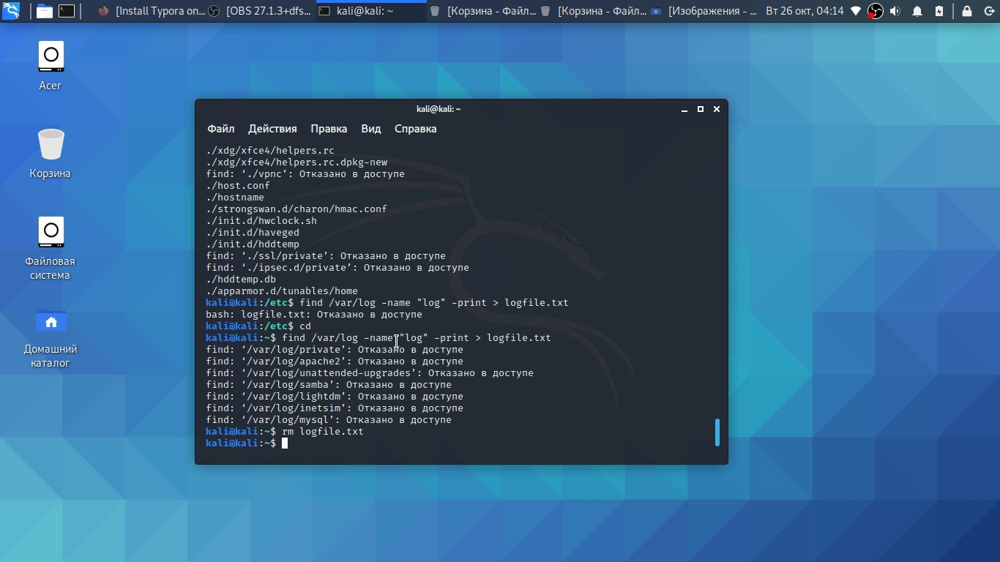 [Install Typora on...
[OBS 27.1.3+dfs...
kali@kali: ~
[Корзина - Файл...
[Корзина - Файл...
[Изображения - ...
Вт 26 окт, 04:14
Acer
Корзина
Файловая
система
Домашний
каталог
kali@kali: ~
Файл Действия Правка Вид Справка
./xdg/xfce4/helpers.rc
./xdg/xfce4/helpers.rc.dpkg-new
find: ‘./vpnc’: Отказано в доступе
./host.conf
./hostname
./strongswan.d/charon/hmac.conf
./init.d/hwclock.sh
./init.d/haveged
./init.d/hddtemp
find: ‘./ssl/private’: Отказано в доступе
find: ‘./ipsec.d/private’: Отказано в доступе
./hddtemp.db
./apparmor.d/tunables/home
kali@kali:/etc$ find /var/log -name "log" -print > logfile.txt
bash: logfile.txt: Отказано в доступе
kali@kali:/etc$ cd
kali@kali:~$ find /var/log -name "log" -print > logfile.txt
find: ‘/var/log/private’: Отказано в доступе
find: ‘/var/log/apache2’: Отказано в доступе
find: ‘/var/log/unattended-upgrades’: Отказано в доступе
find: ‘/var/log/samba’: Отказано в доступе
find: ‘/var/log/lightdm’: Отказано в доступе
find: ‘/var/log/inetsim’: Отказано в доступе
find: ‘/var/log/mysql’: Отказано в доступе
kali@kali:~$ rm logfile.txt
kali@kali:~$